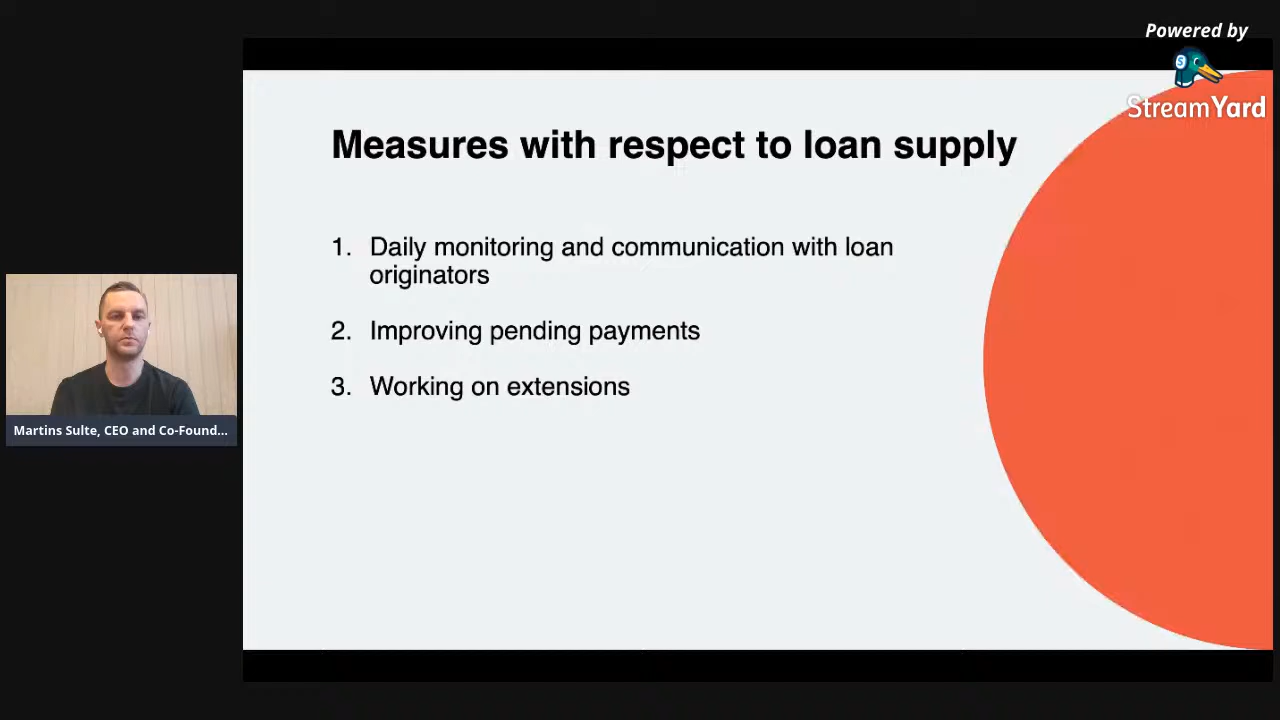 Powered by
StreamYard
Measures with respect to loan supply
1. Daily monitoring and communication with loan
originators
2. Improving pending payments
3. Working on extensions
Martins Sulte, CEO and Co-Found...